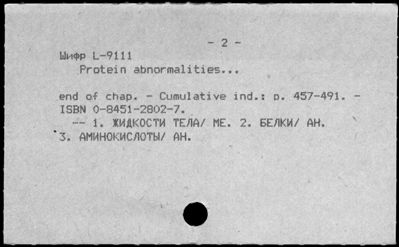 - 2 -
Шифр L-9111
Protein abnormalities...
end of chap. - Cumulative ind.: p. 457-491. -
ISBN 0-8451-2802-7.
-- 1. ЖИДКОСТИ ТЕЛА/ МЕ. 2. БЕЛКИ/ АН.
3. АМИНОКИСЛОТЫ/ АН.